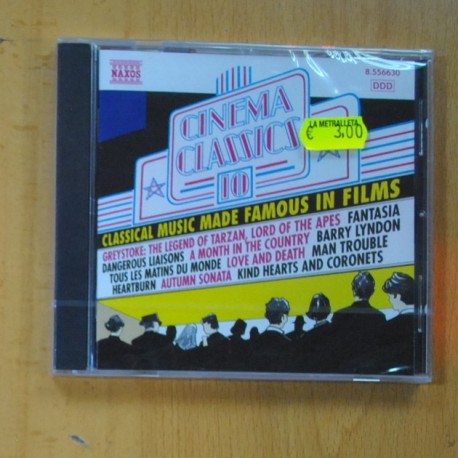 NAXOS
8.556630
DDD
CINEMA
CLASSICS
10
LA METRALLETA
€ 3.00
CLASSICAL MUSIC MADE FAMOUS IN FILMS
GREYSTOKE: THE LEGEND OF TARZAN, LORD OF THE APES FANTASIA
DANGEROUS LIAISONS A MONTH IN THE COUNTRY BARRY LYNDON
TOUS LES MATINS DU MONDE LOVE AND DEATH MAN TROUBLE
HEARTBURN AUTUMN SONATA KIND HEARTS AND CORONETS